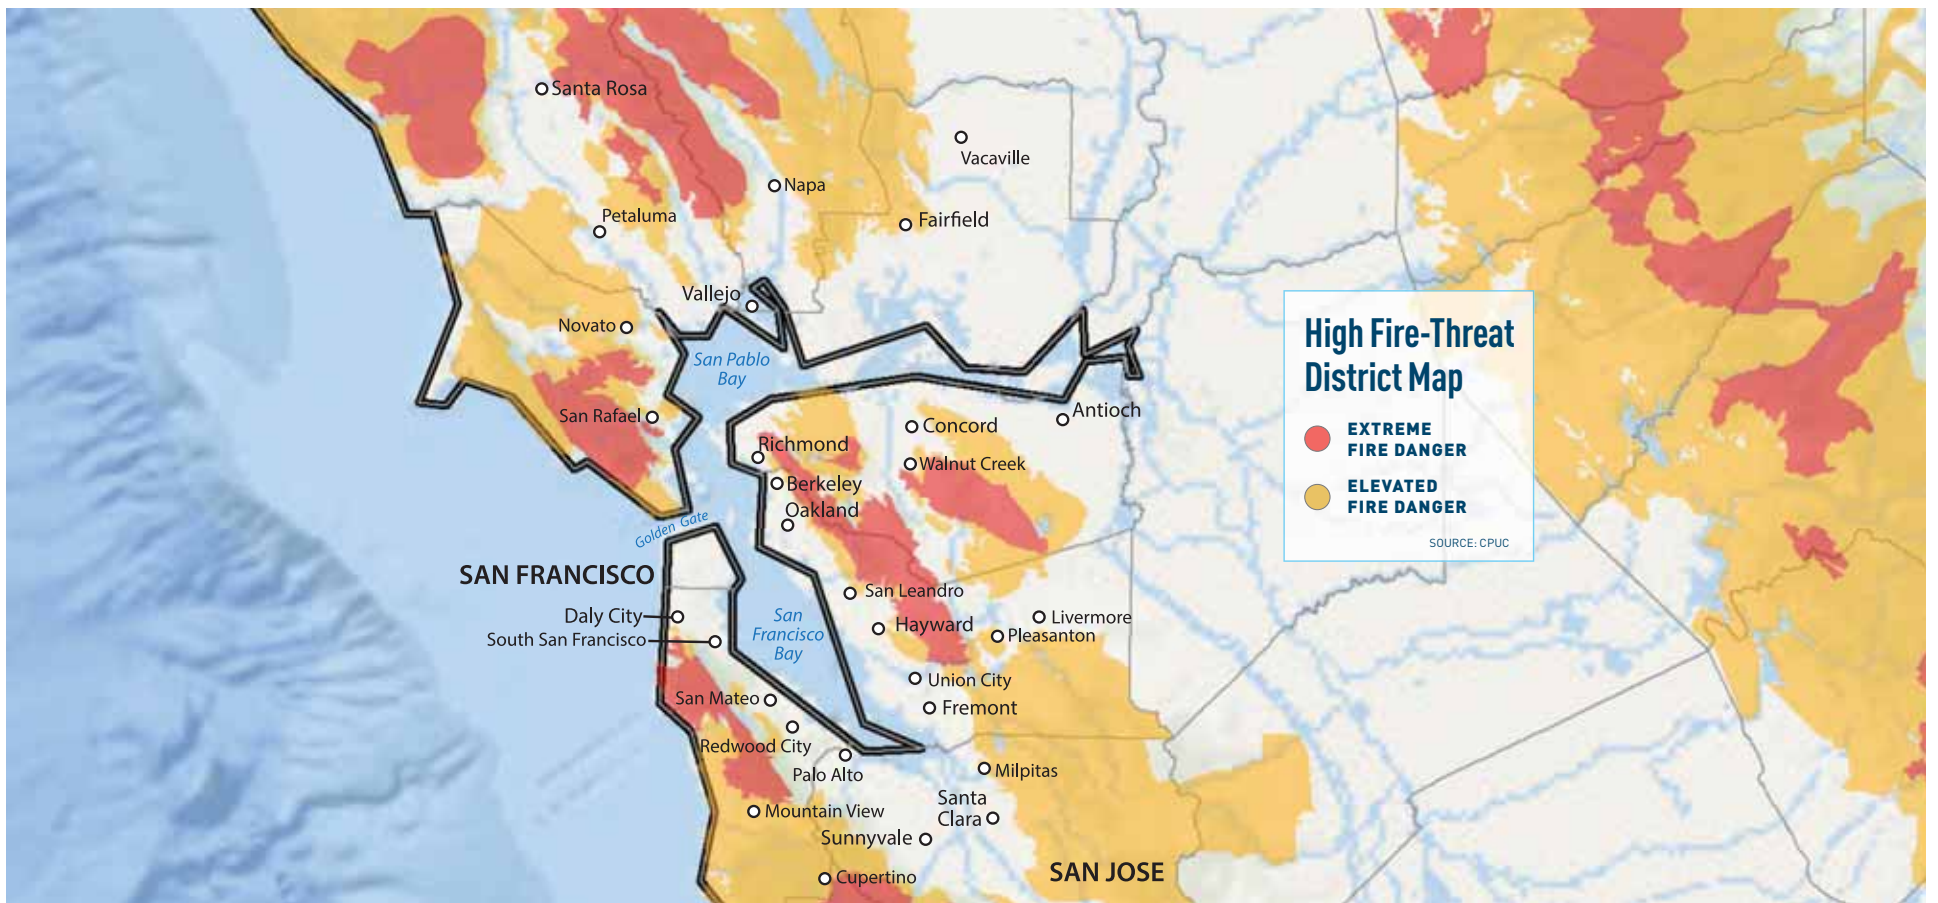 Santa Rosa
Vacaville
Napa
Petaluma
Fairfield
Vallejo
Novato
San Pablo
Bay
San Rafael
Antioch
Concord
Richmond
Walnut Creek
Berkeley
Oakland
Golden Gate
SAN FRANCISCO
San Leandro
Daly City
South San Francisco
San
Francisco
Bay
Hayward
Livermore
Pleasanton
Union City
San Mateo
Fremont
Redwood City
Palo Alto
Milpitas
Mountain View
Santa
Clara
Sunnyvale
Cupertino
SAN JOSE
High Fire-Threat
District Map
EXTREME
FIRE DANGER
ELEVATED
FIRE DANGER
SOURCE: CPUC